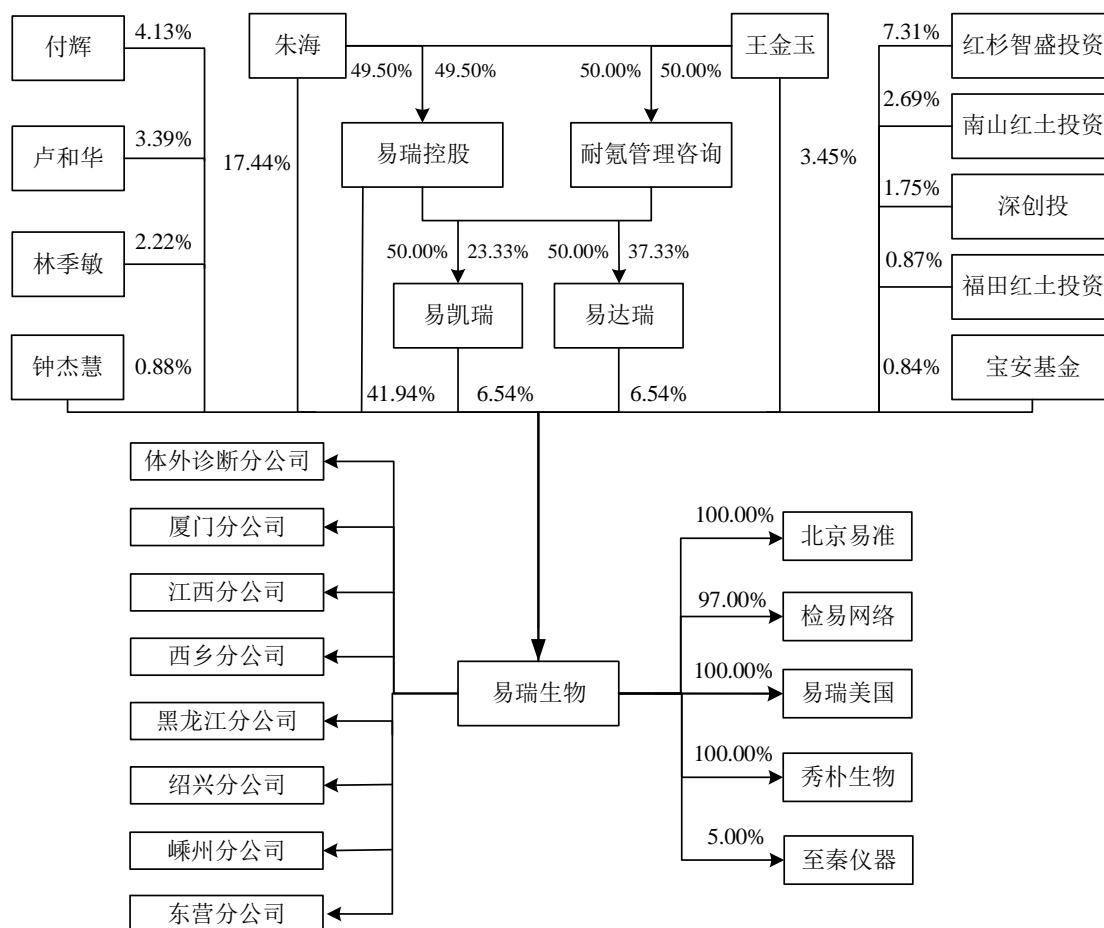 付辉
4.13%
朱海
王金玉
7.31%
红杉智盛投资
49.50%
49.50%
50.00%
50.00%
2.69%
南山红土投资
卢和华
3.39%
17.44%
易瑞控股
耐氪管理咨询
3.45%
1.75%
深创投
林季敏
2.22%
50.00%
23.33%
50.00%
37.33%
0.87%
福田红土投资
易凯瑞
易达瑞
钟杰慧
0.88%
41.94%
6.54%
6.54%
0.84%
宝安基金
体外诊断分公司
厦门分公司
江西分公司
西乡分公司
黑龙江分公司
绍兴分公司
嵊州分公司
东营分公司
易瑞生物
100.00%
北京易准
97.00%
检易网络
100.00%
易瑞美国
100.00%
秀朴生物
5.00%
至秦仪器